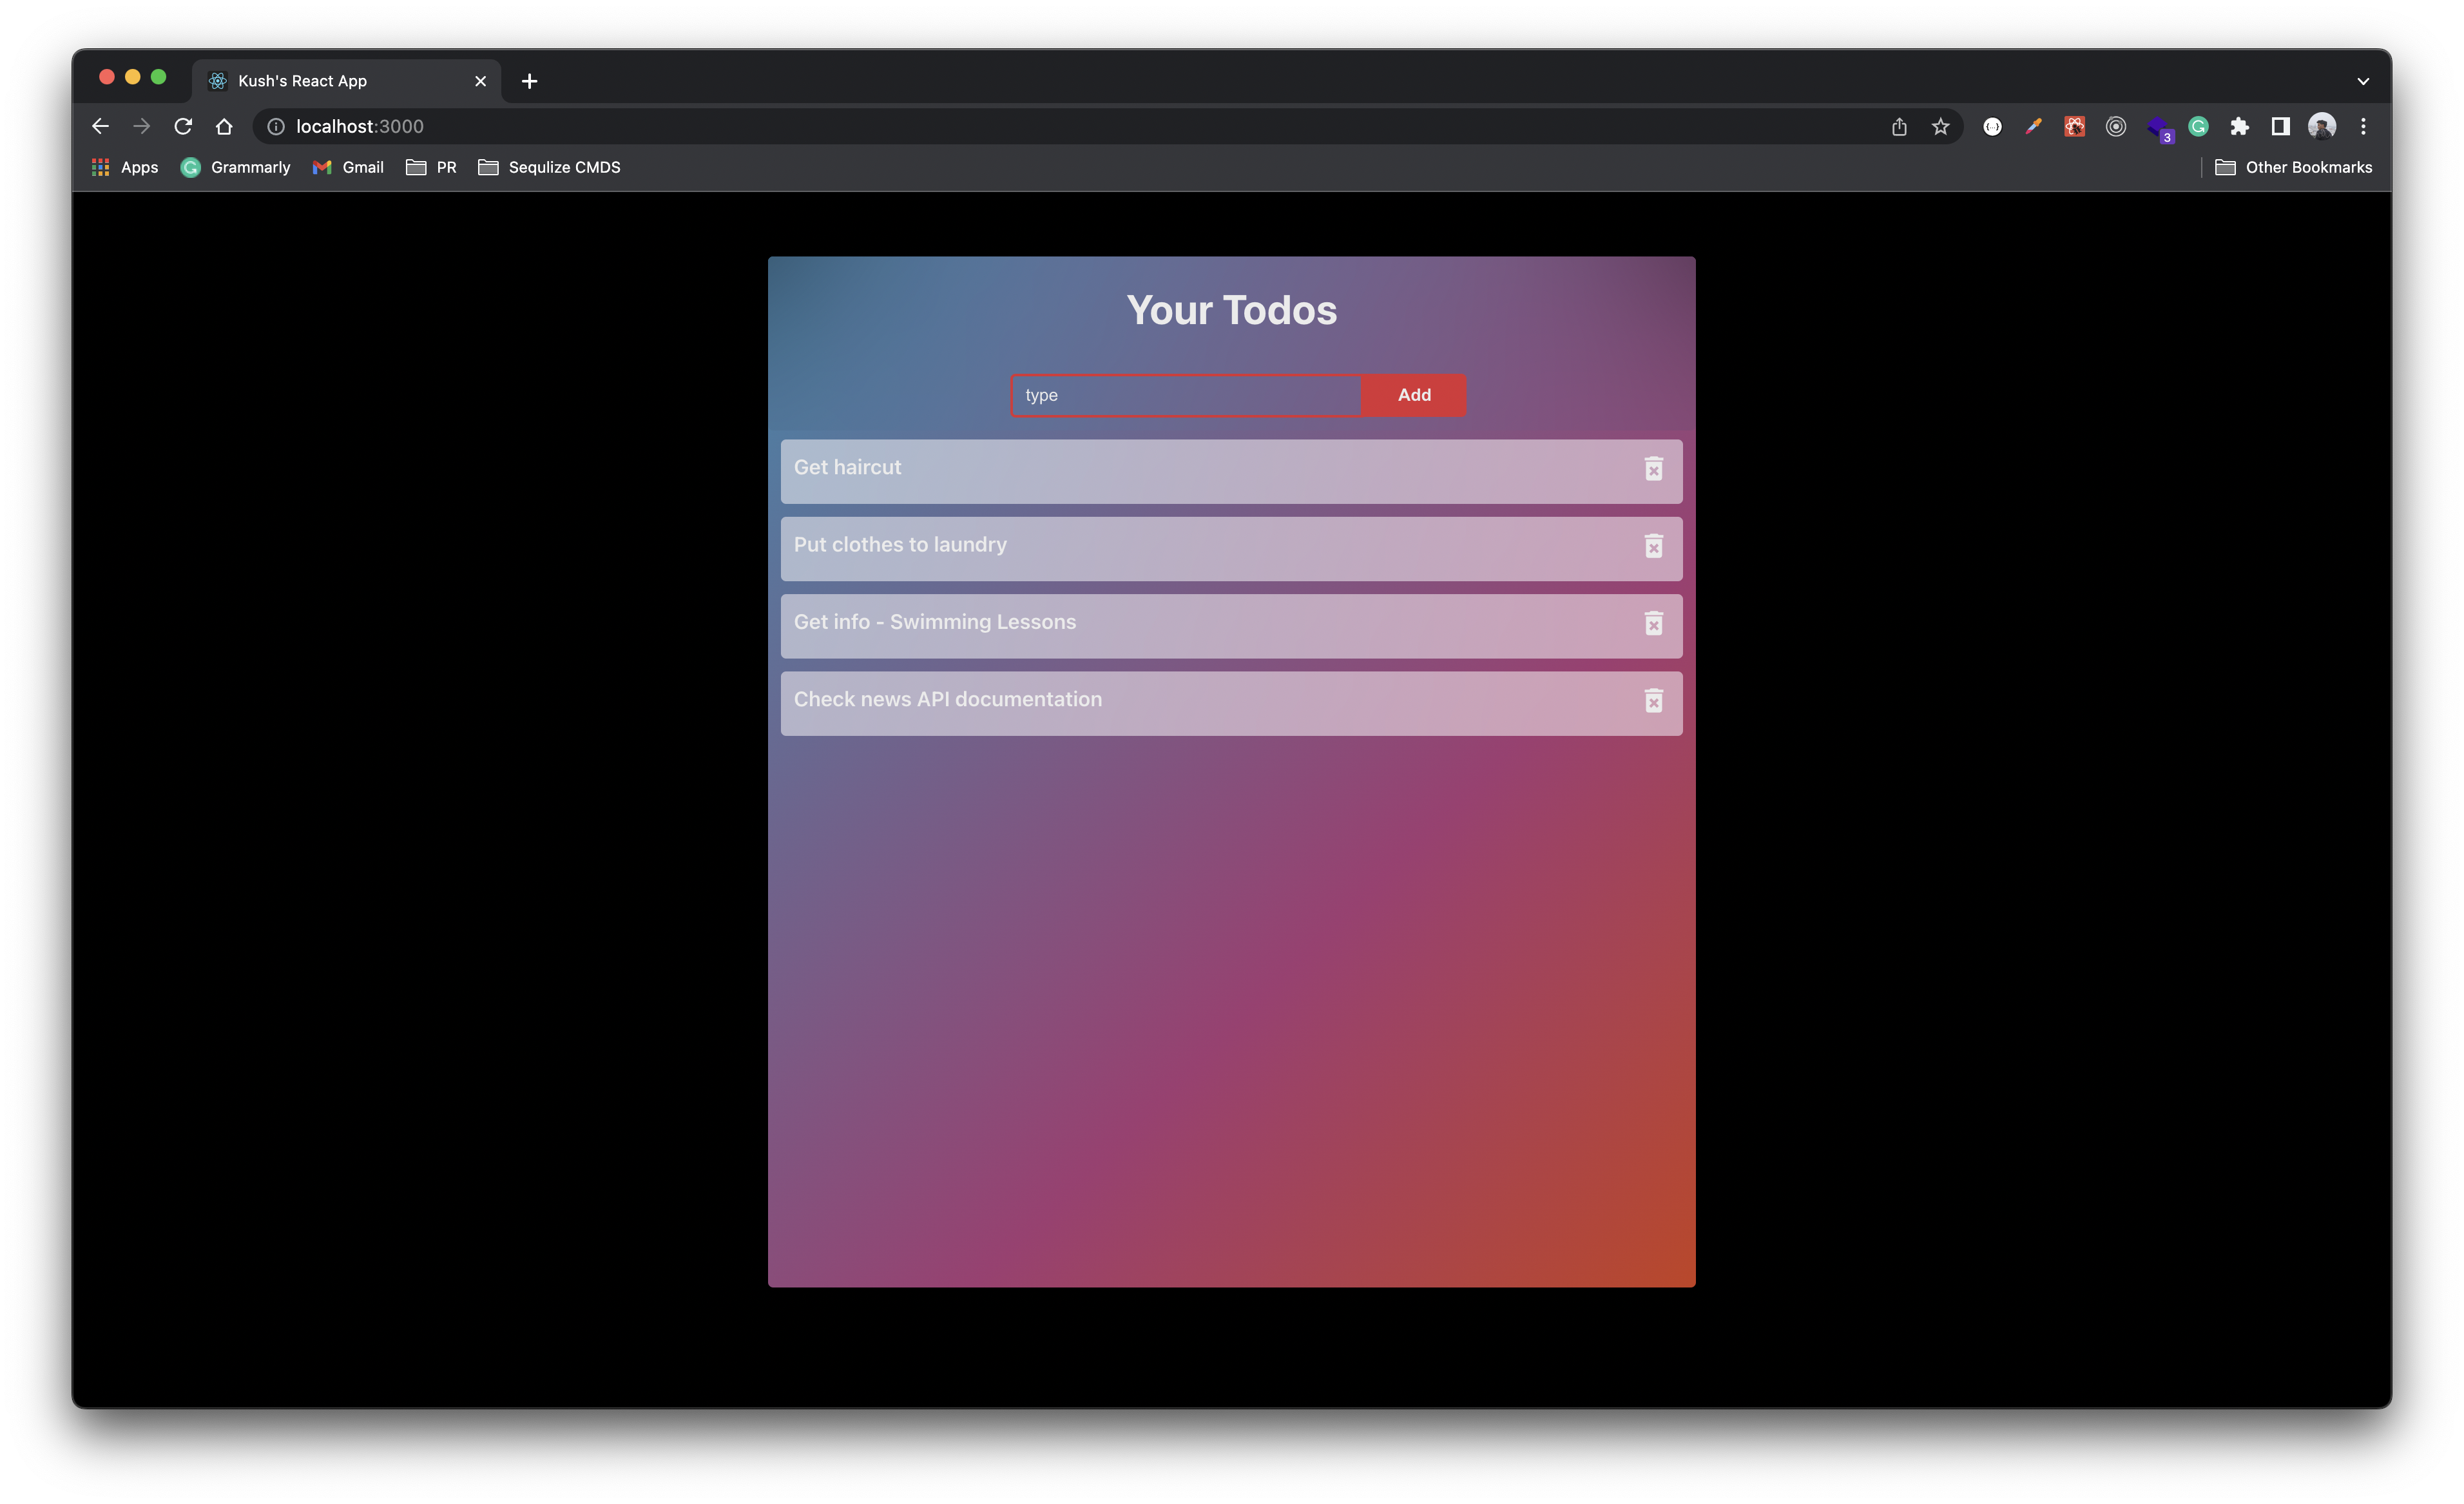 Kush's React App
localhost:3000
3
Apps Grammarly Gmail PR Sequlize CMDS Other Bookmarks
Your Todos
type Add
Get haircut
Put clothes to laundry
Get info - Swimming Lessons
Check news API documentation